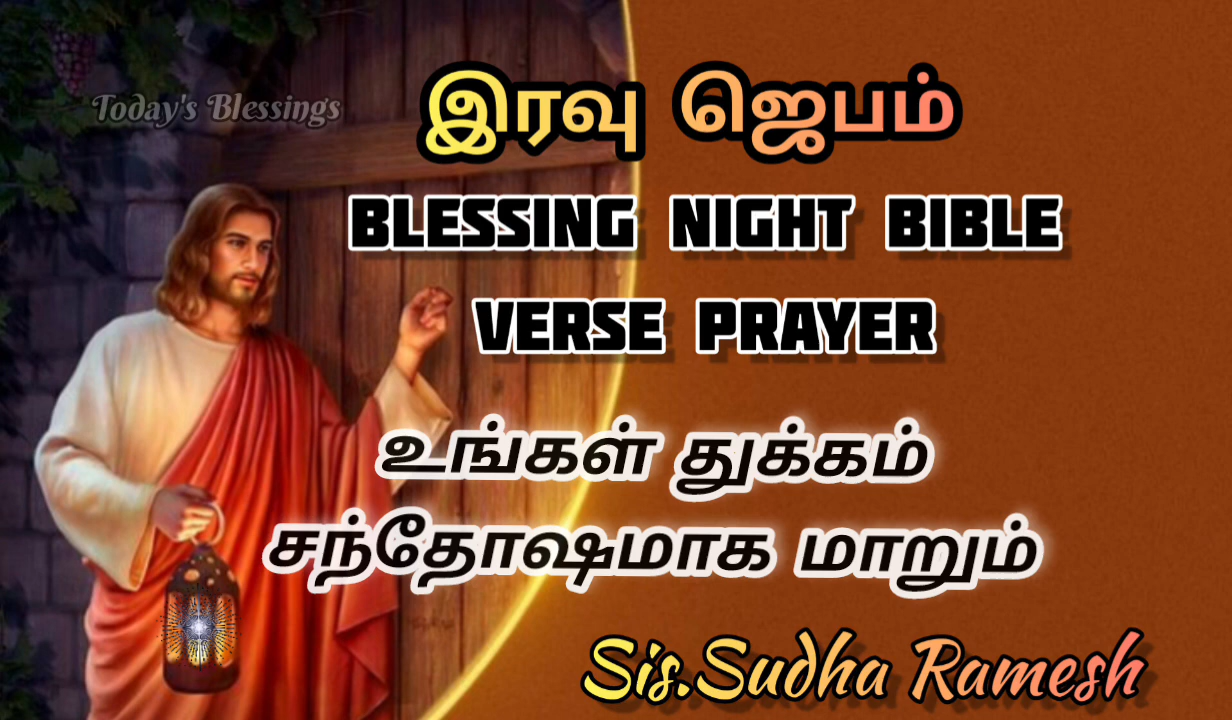 Today's Blessings
இரவு ஜெபம்
BLESSING NIGHT BIBLE
VERSE PRAYER
உங்கள் துக்கம்
சந்தோஷமாக மாறும்
Sis.Sudha Ramesh